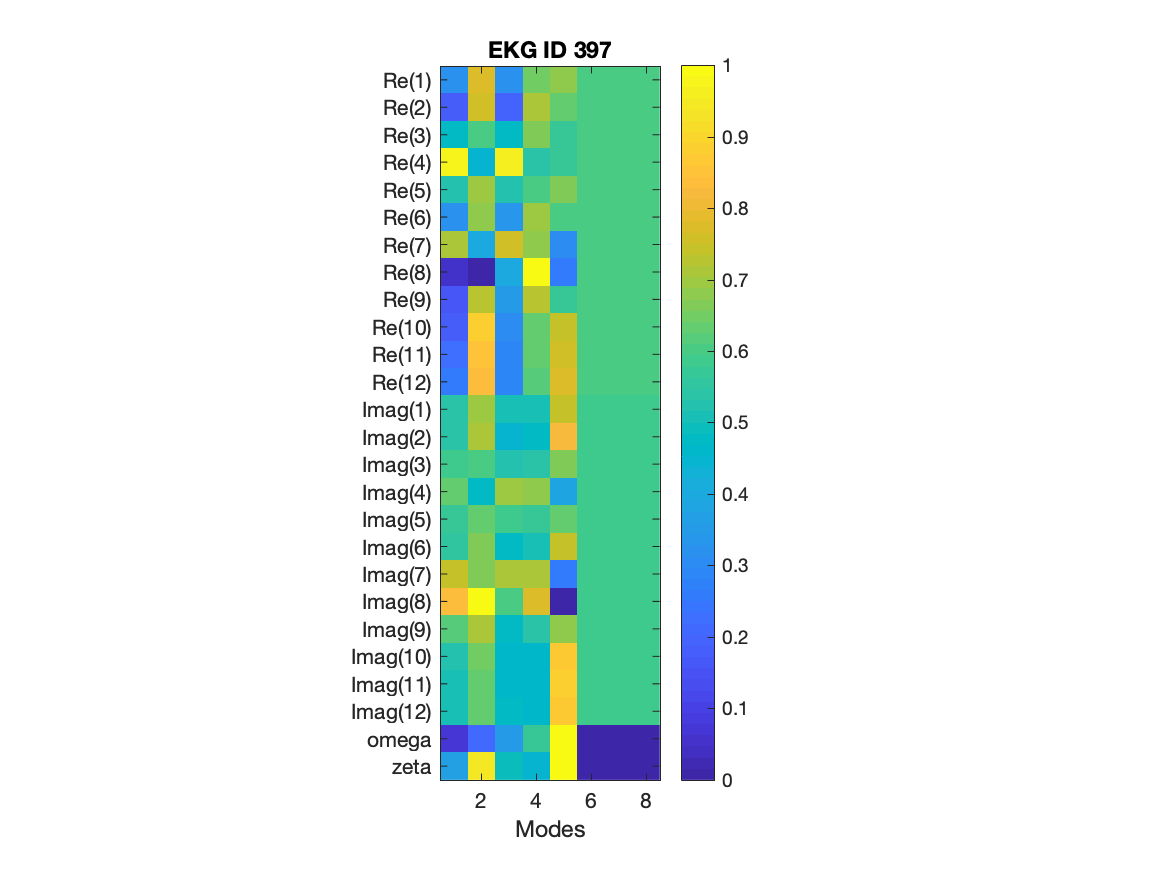 EKG ID 397
Re(1)
Re(2)
Re(3)
Re(4)
Re(5)
Re(6)
Re(7)
Re(8)
Re(9)
Re(10)
Re(11)
Re(12)
Imag(1)
Imag(2)
Imag(3)
Imag(4)
Imag(5)
Imag(6)
Imag(7)
Imag(8)
Imag(9)
Imag(10)
Imag(11)
Imag(12)
omega
zeta
2 4 6 8
Modes
1
0.9
0.8
0.7
0.6
0.5
0.4
0.3
0.2
0.1
0